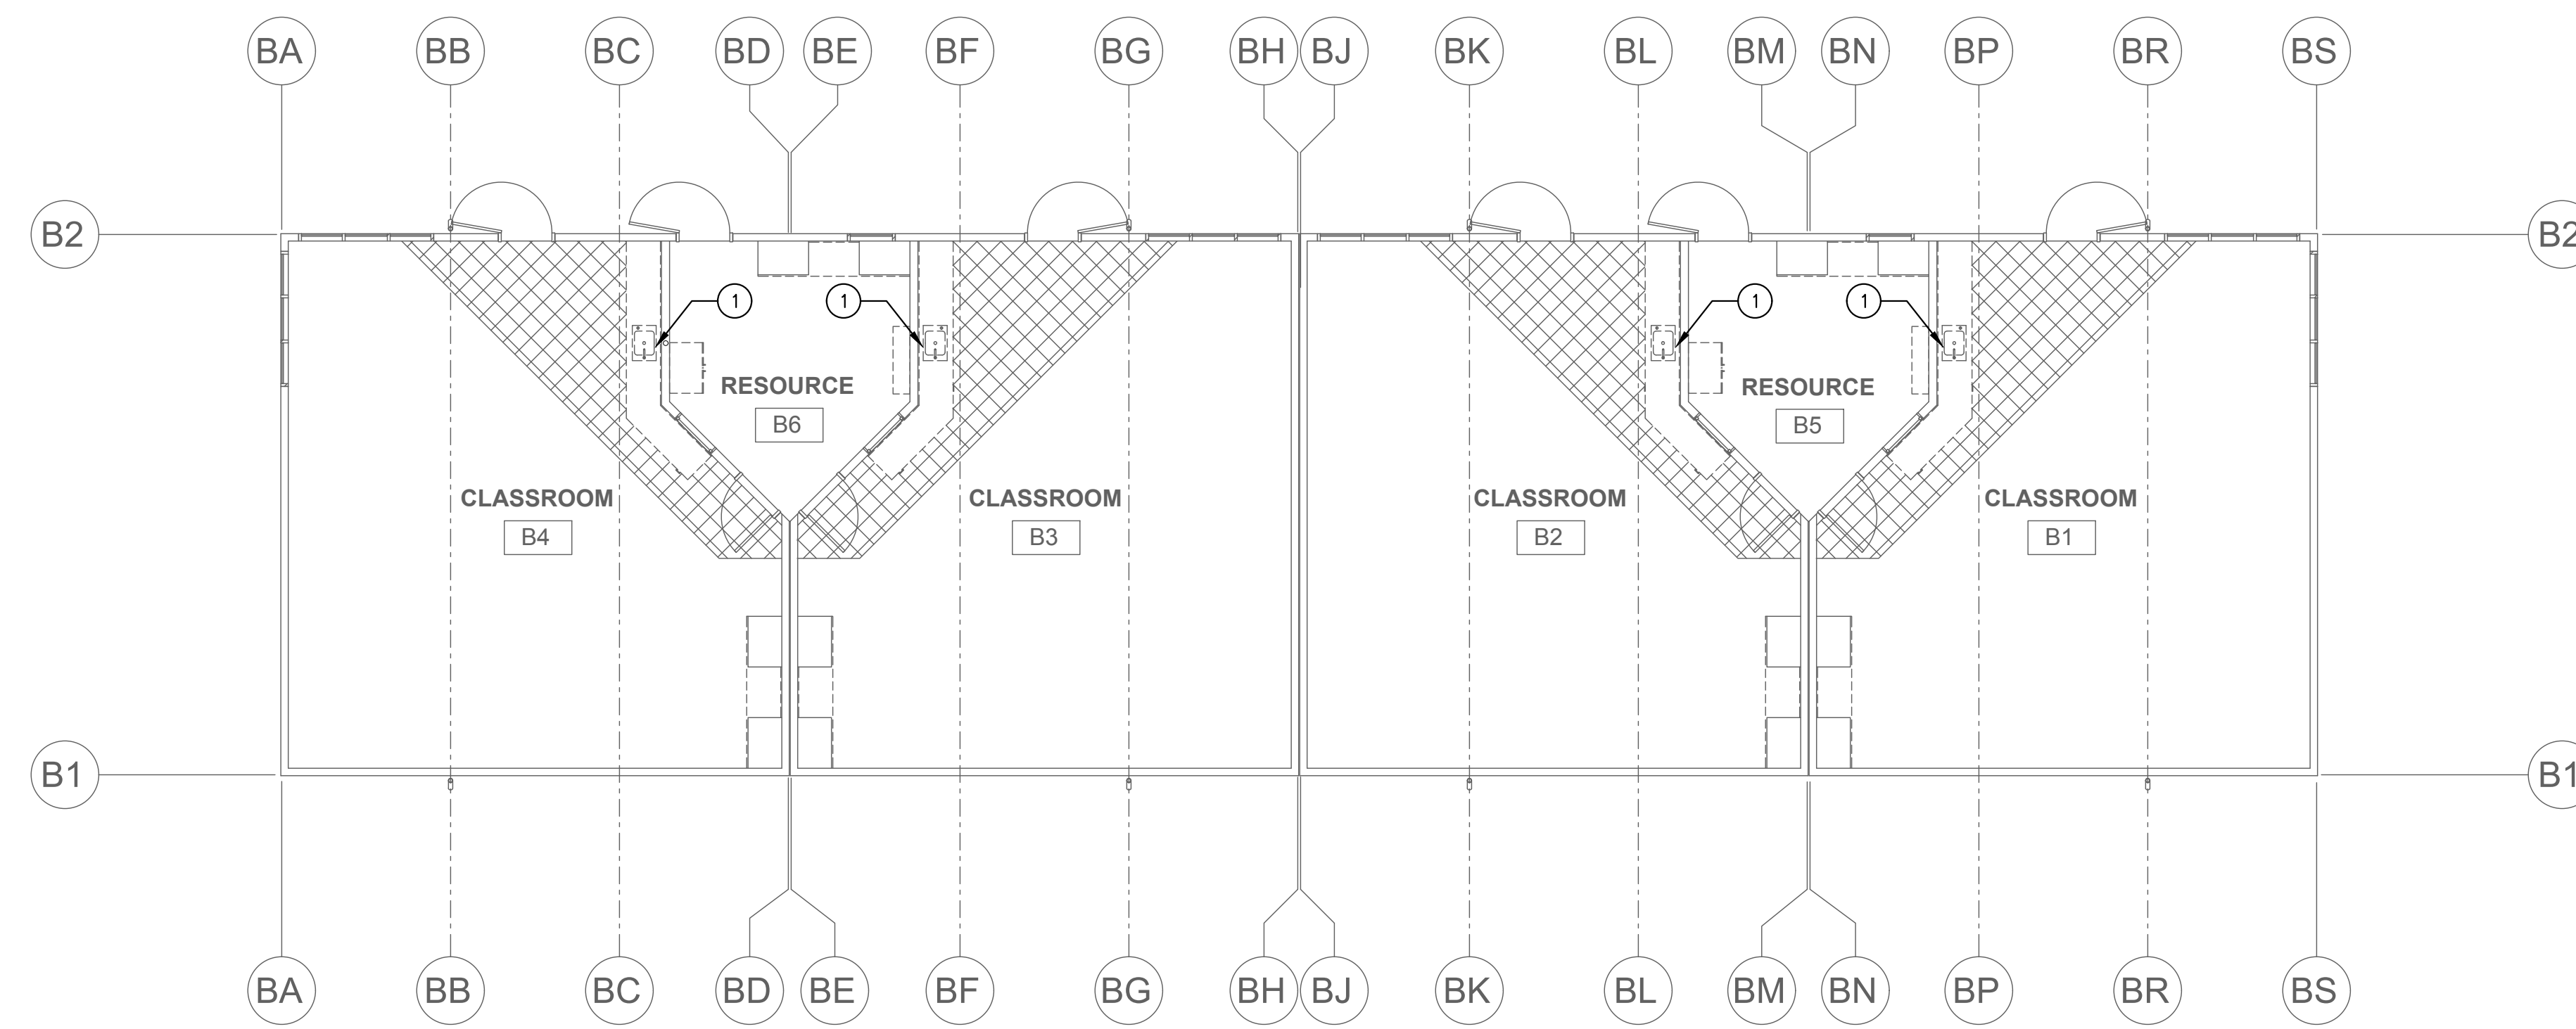 BA BB BC BD BE BF BG BH BJ BK BL BM BN BP BR BS
B2 B2
1 1 1 1
RESOURCE RESOURCE
B6 B5
CLASSROOM CLASSROOM CLASSROOM CLASSROOM
B4 B3 B2 B1
B1 B1
BA BB BC BD BE BF BG BH BJ BK BL BM BN BP BR BS